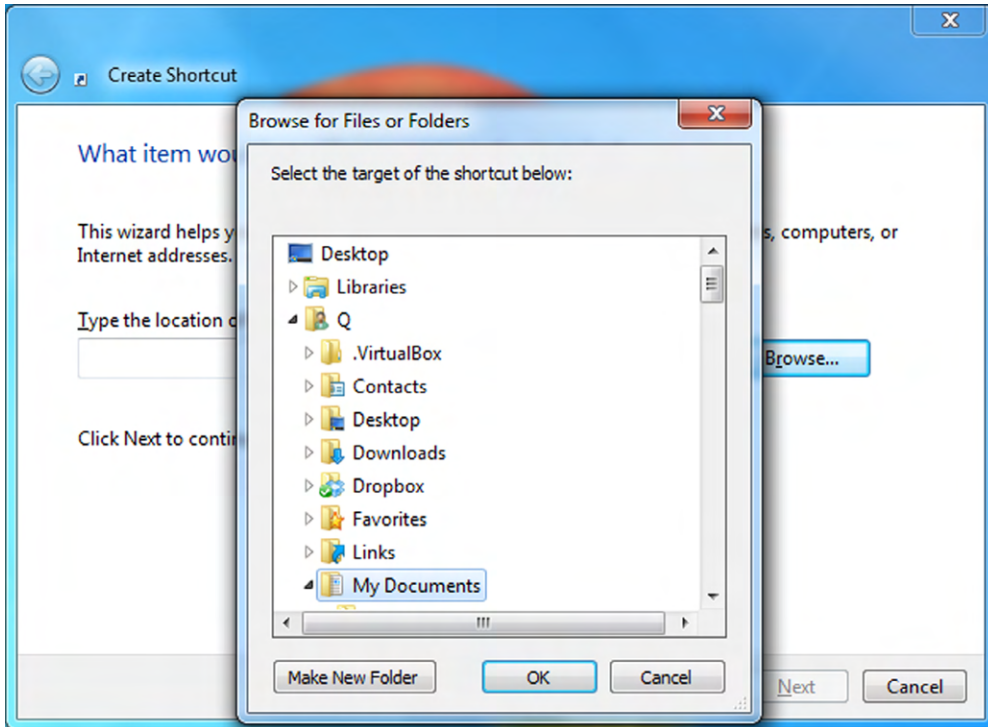 Create Shortcut
Browse for Files or Folders
What item wou
Select the target of the shortcut below:
This wizard helps y
s, computers, or
Internet addresses.
Desktop
Libraries
Type the location o
Q
.VirtualBox
Browse...
Contacts
Desktop
Click Next to contin
Downloads
Dropbox
Favorites
Links
My Documents
Make New Folder
OK
Cancel
Next
Cancel